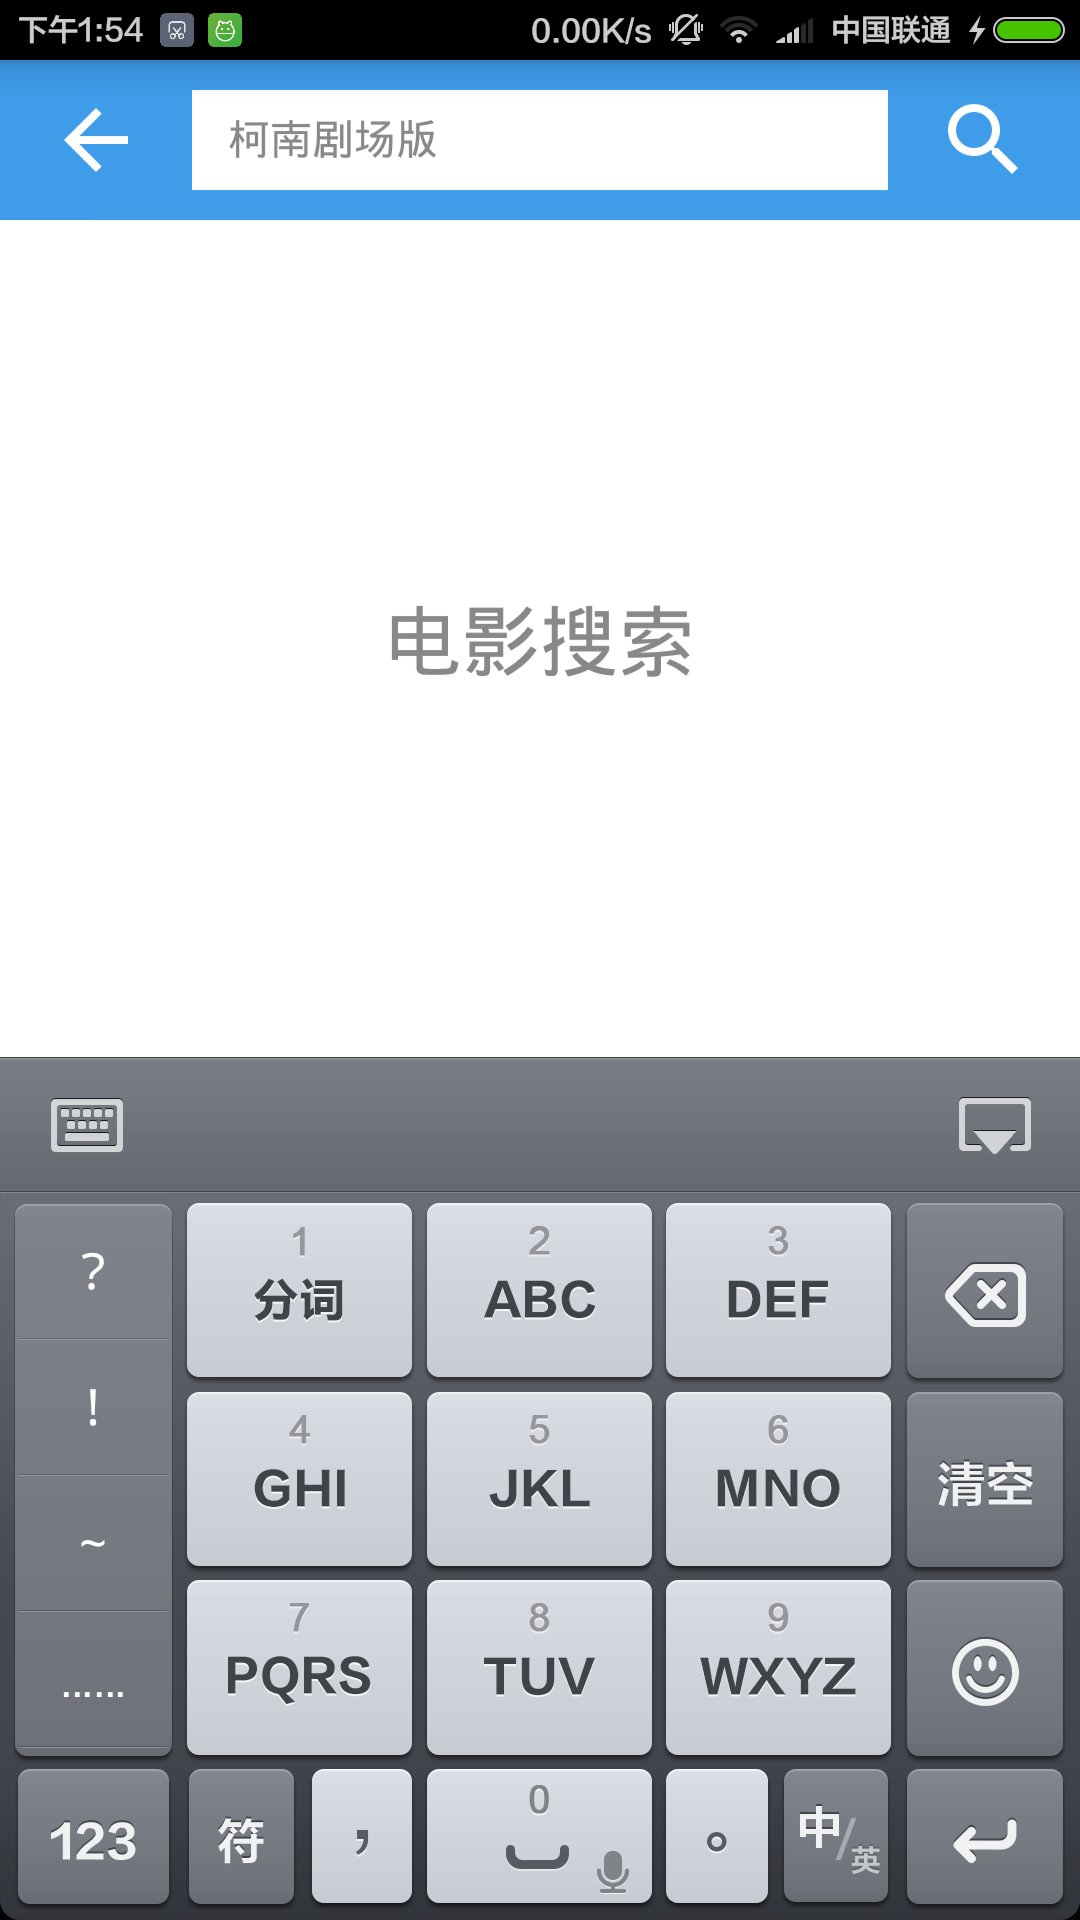 下午1:54 0.00K/s 中国联通
柯南剧场版
电影搜索
? 1 2 3
分词 ABC DEF
! 4 5 6
GHI JKL MNO 清空
~ 7 8 9
PQRS TUV WXYZ
......
123 符 , 0 。 中/英